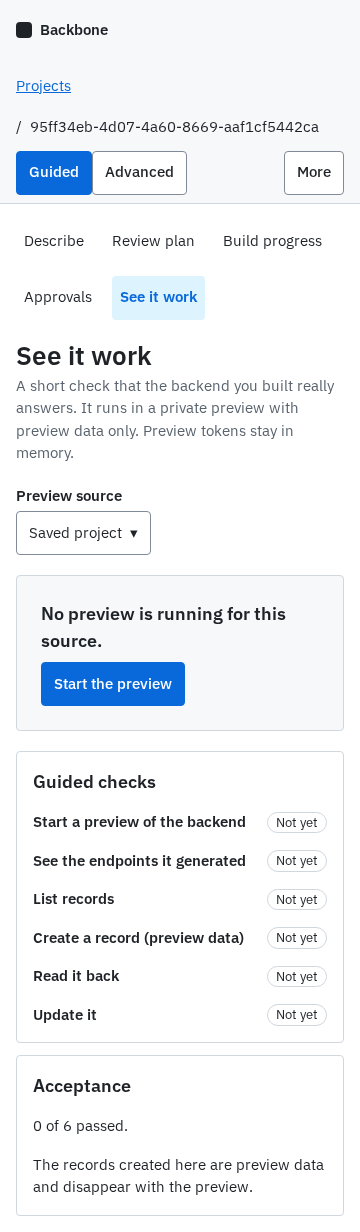 Backbone
Projects
/ 95ff34eb-4d07-4a60-8669-aaf1cf5442ca
Guided Advanced More
Describe Review plan Build progress
Approvals See it work
See it work
A short check that the backend you built really
answers. It runs in a private preview with
preview data only. Preview tokens stay in
memory.
Preview source
Saved project ▾
No preview is running for this
source.
Start the preview
Guided checks
Start a preview of the backend Not yet
See the endpoints it generated Not yet
List records Not yet
Create a record (preview data) Not yet
Read it back Not yet
Update it Not yet
Acceptance
0 of 6 passed.
The records created here are preview data
and disappear with the preview.